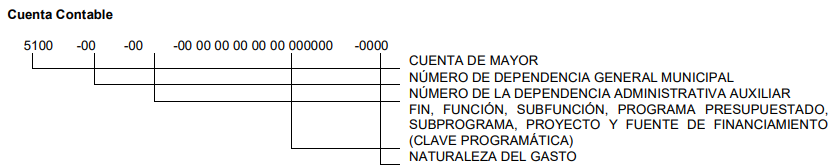 Cuenta Contable
5100 -00 -00 -00 00 00 00 00 00 000000 -0000
CUENTA DE MAYOR
NÚMERO DE DEPENDENCIA GENERAL MUNICIPAL
NÚMERO DE LA DEPENDENCIA ADMINISTRATIVA AUXILIAR
FIN, FUNCIÓN, SUBFUNCIÓN, PROGRAMA PRESUPUESTADO,
SUBPROGRAMA, PROYECTO Y FUENTE DE FINANCIAMIENTO
(CLAVE PROGRAMÁTICA)
NATURALEZA DEL GASTO